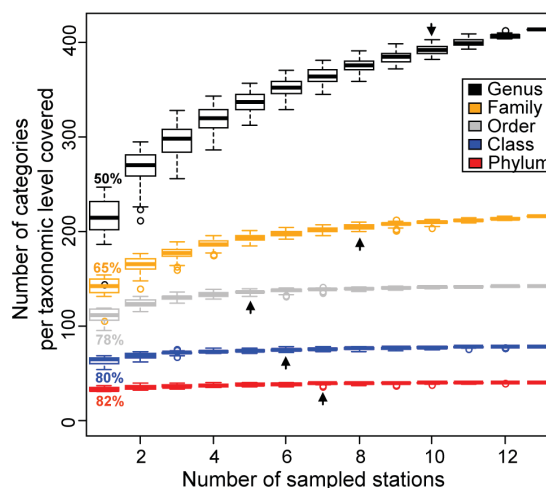 Number of categories
per taxonomic level covered
400
300
200
100
0
50%
65%
78%
80%
82%
Genus
Family
Order
Class
Phylum
2
4
6
8
10
12
Number of sampled stations